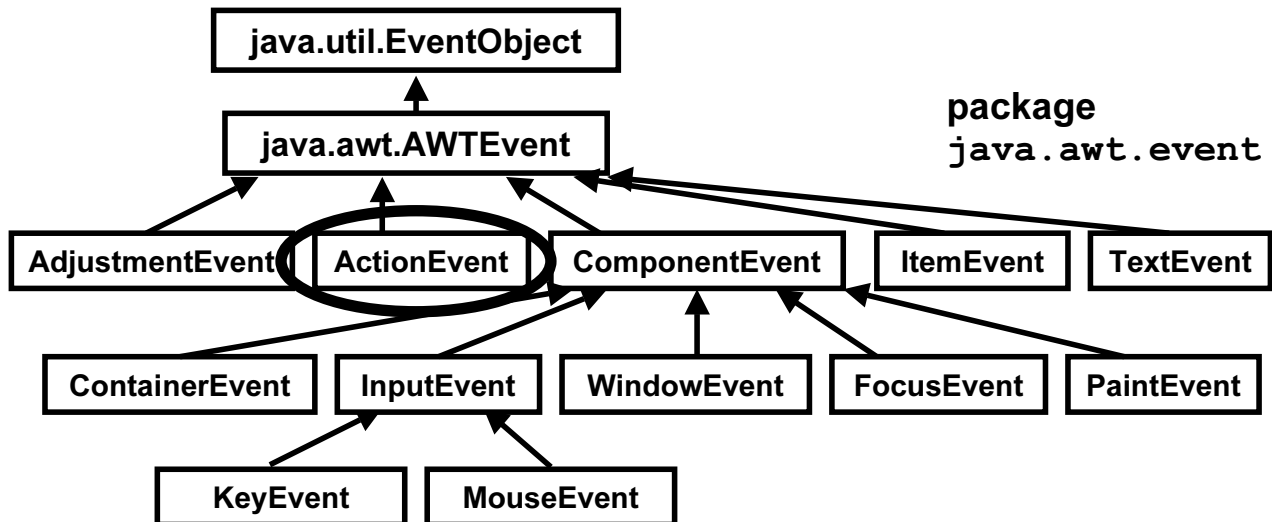 java.util.EventObject
java.awt.AWTEvent
package
java.awt.event
AdjustmentEvent
ActionEvent
ComponentEvent
ItemEvent
TextEvent
ContainerEvent
InputEvent
WindowEvent
FocusEvent
PaintEvent
KeyEvent
MouseEvent